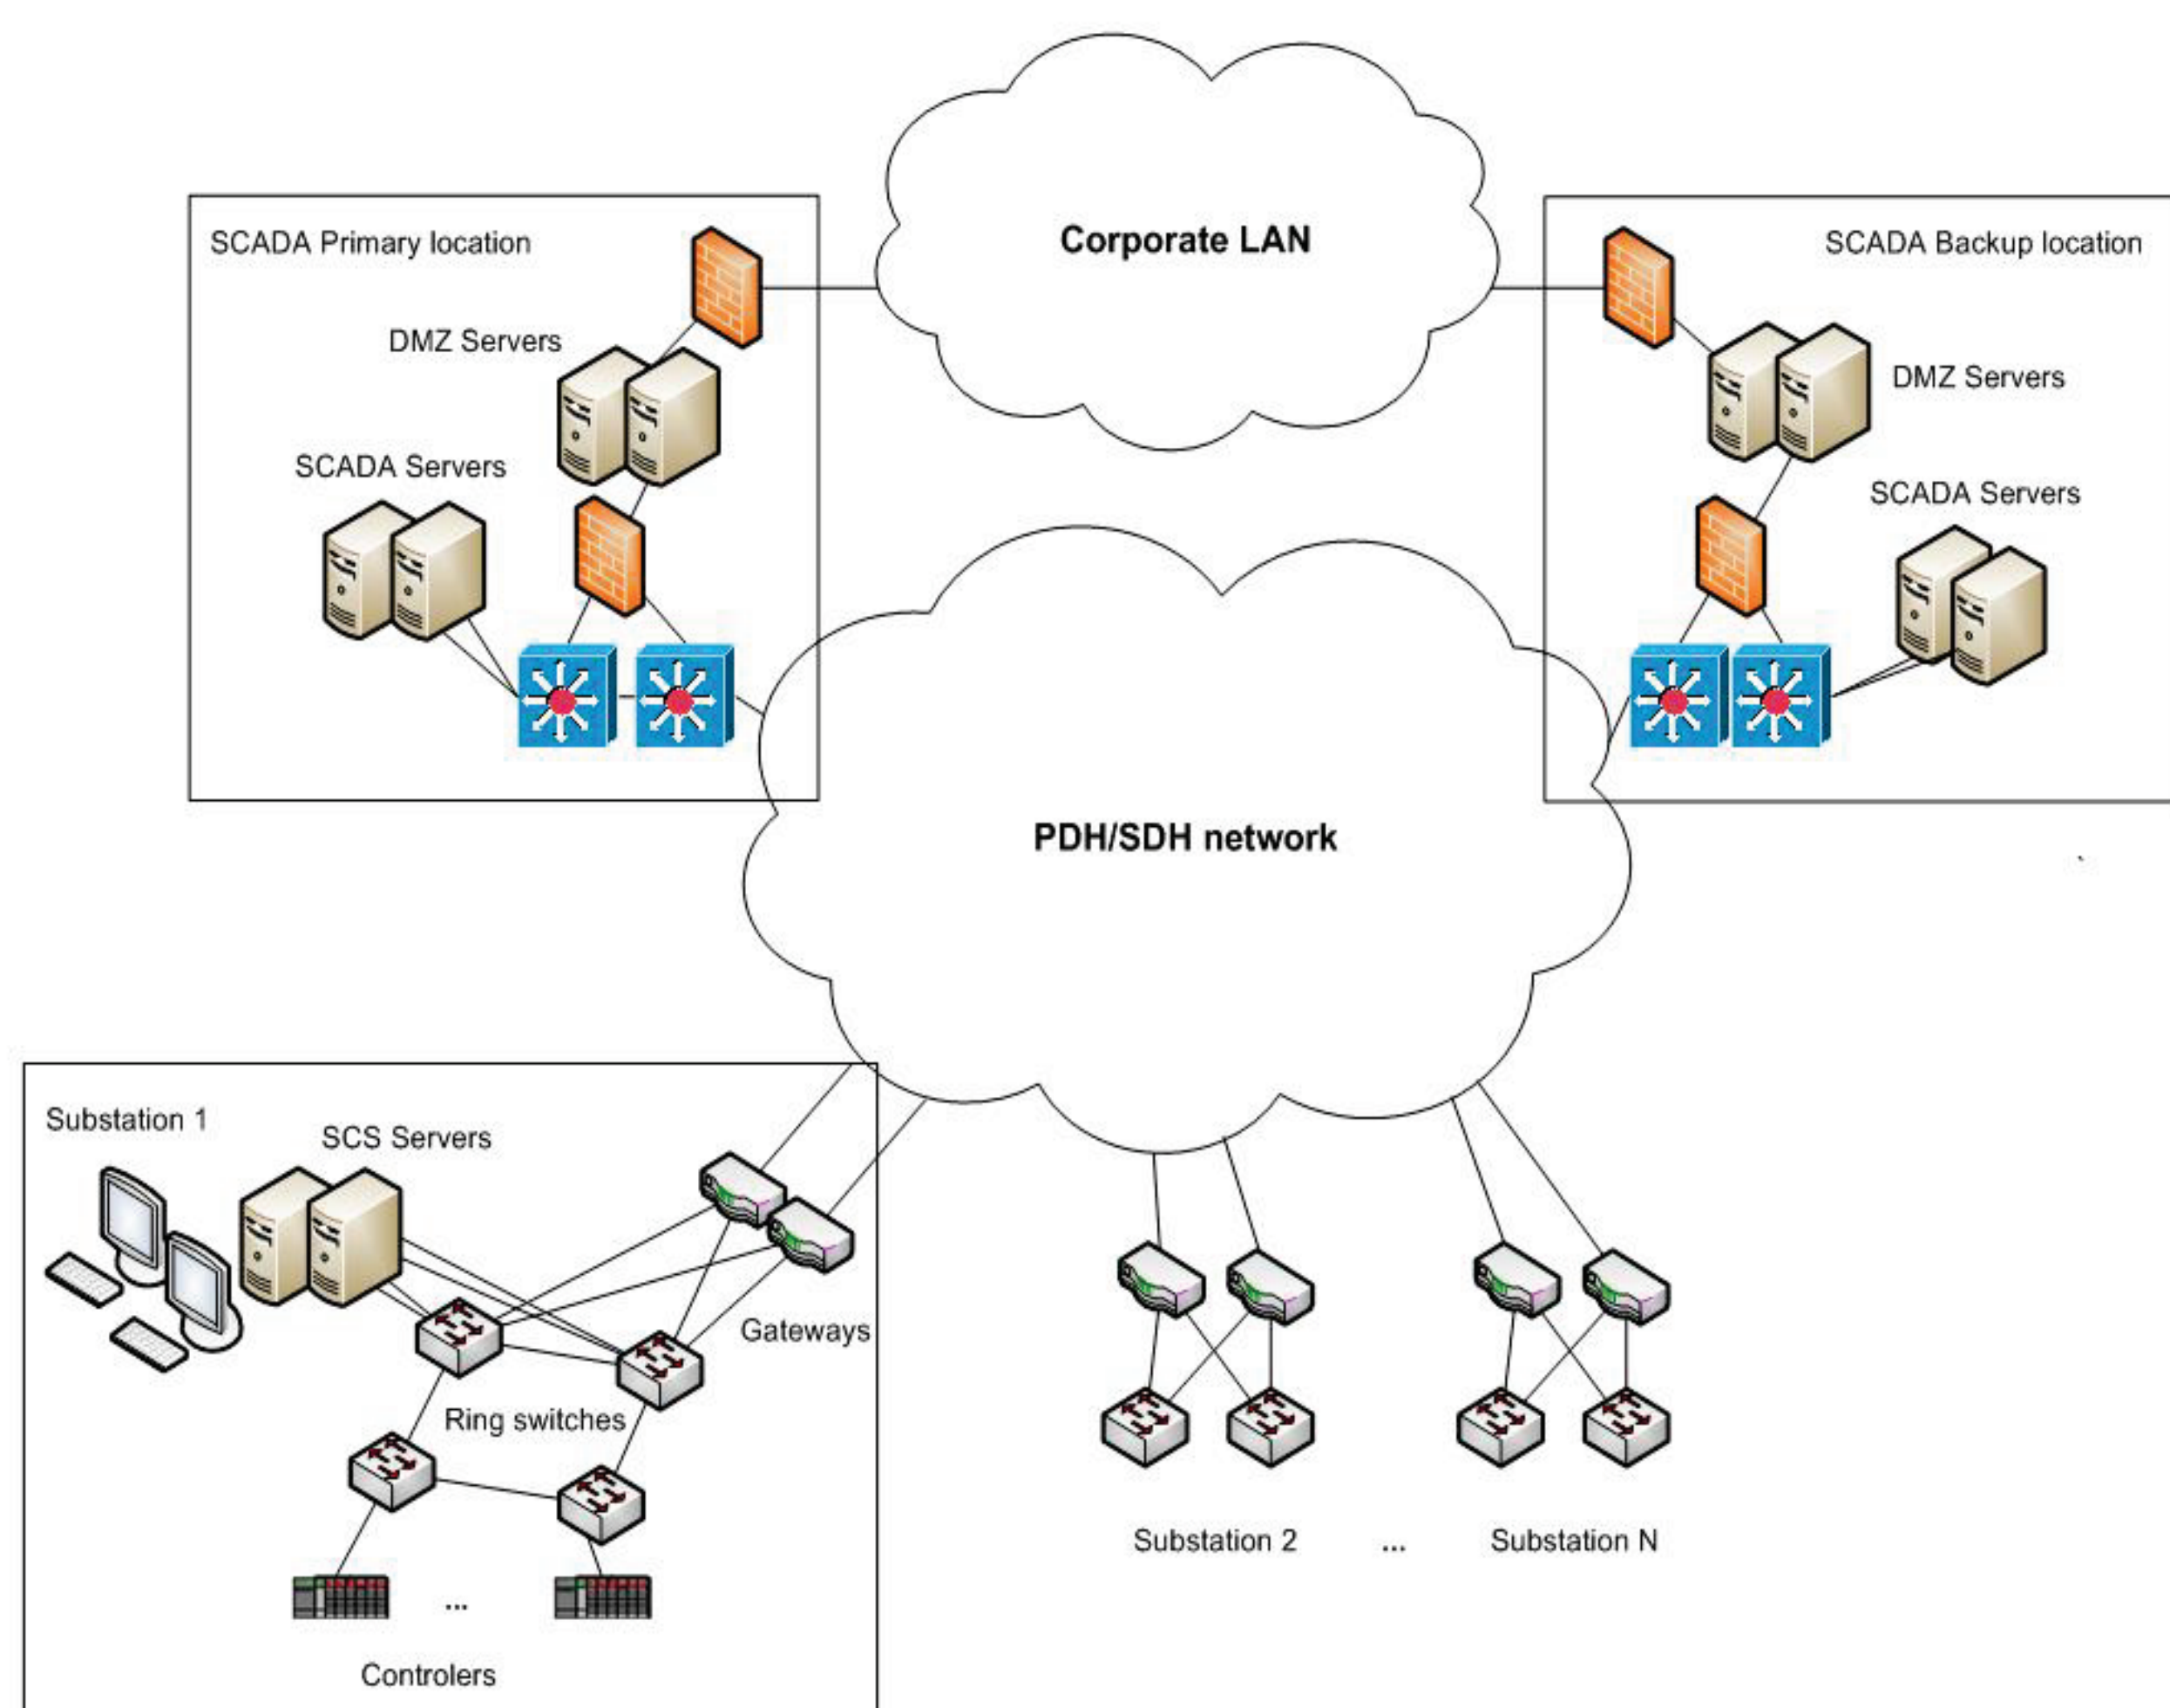 Corporate LAN
SCADA Primary location
SCADA Backup location
DMZ Servers
DMZ Servers
SCADA Servers
SCADA Servers
PDH/SDH network
Substation 1
SCS Servers
Gateways
Ring switches
...
Controlers
Substation 2
...
Substation N